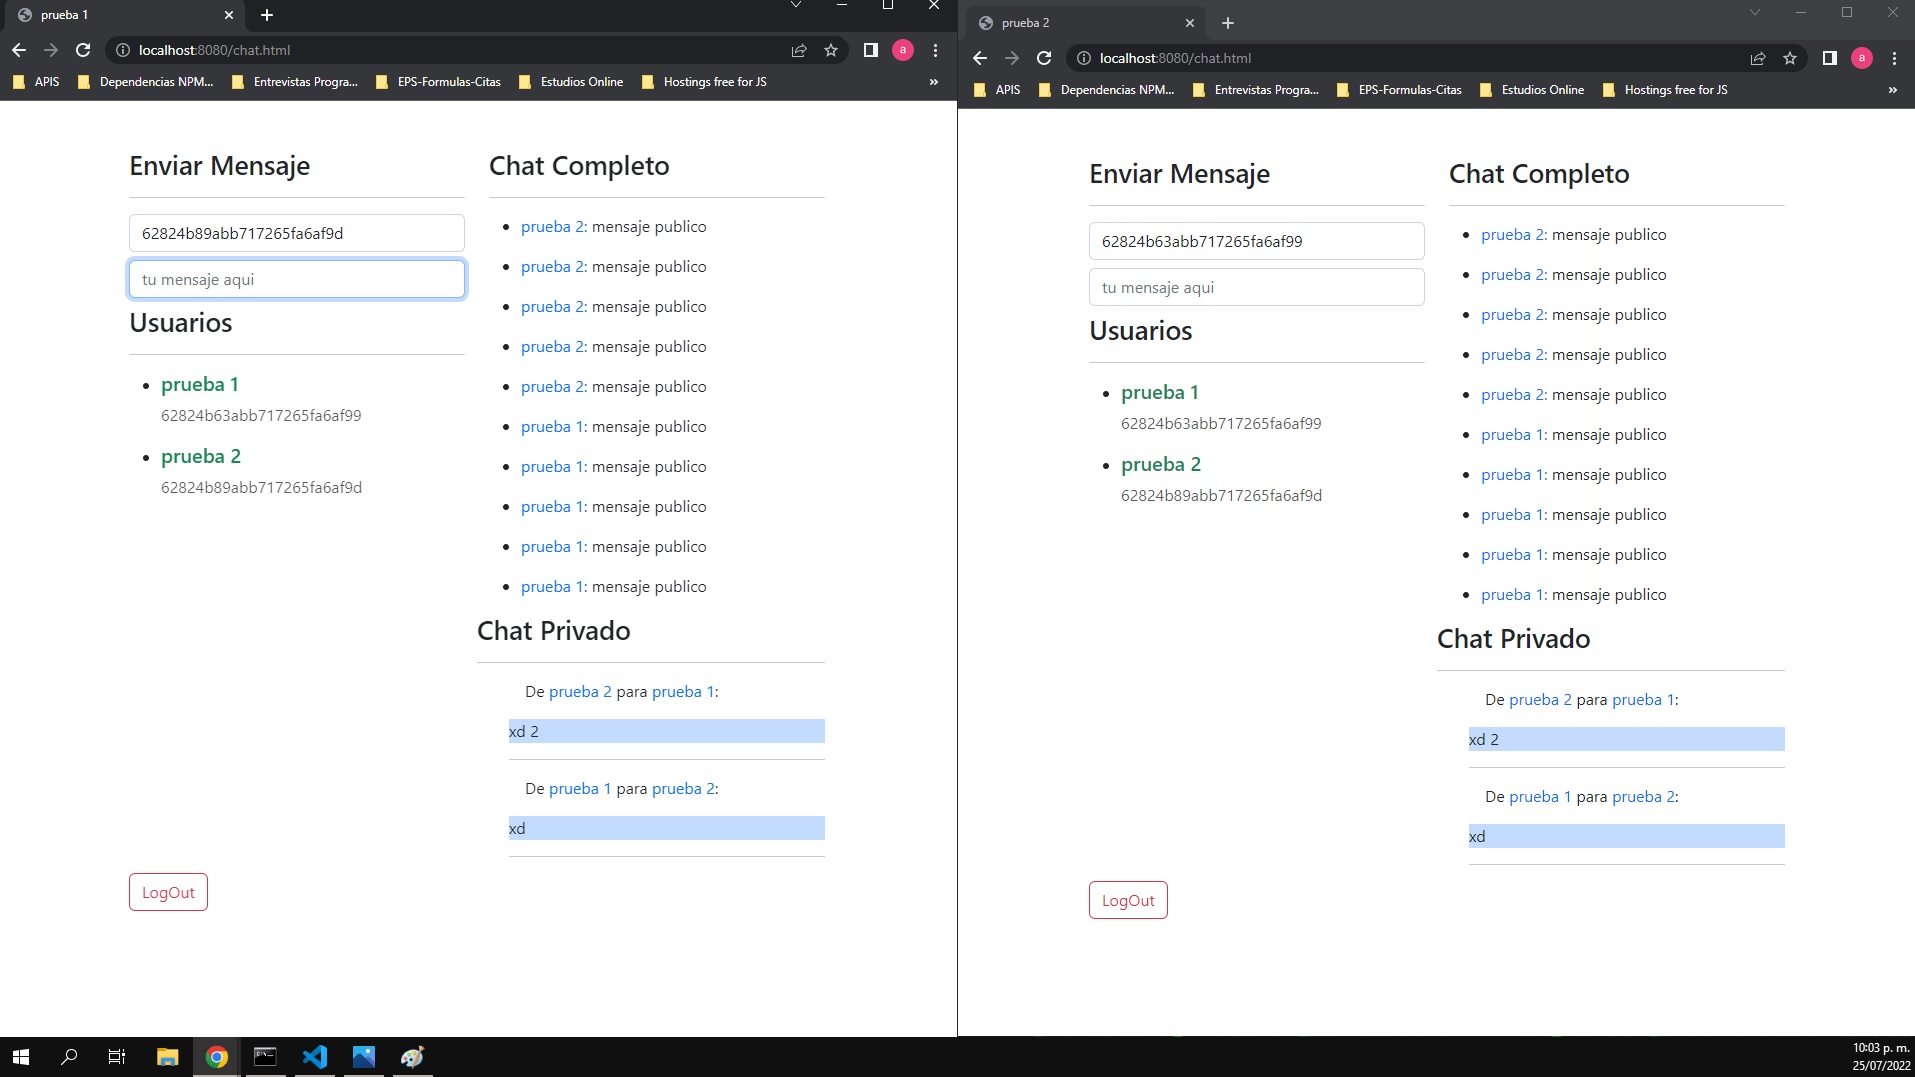 prueba 1
localhost:8080/chat.html
a
APIS Dependencias NPM... Entrevistas Progra... EPS-Formulas-Citas Estudios Online Hostings free for JS »
Enviar Mensaje
62824b89abb717265fa6af9d
tu mensaje aqui
Usuarios
prueba 1
62824b63abb717265fa6af99
prueba 2
62824b89abb717265fa6af9d
Chat Completo
prueba 2: mensaje publico
prueba 2: mensaje publico
prueba 2: mensaje publico
prueba 2: mensaje publico
prueba 2: mensaje publico
prueba 1: mensaje publico
prueba 1: mensaje publico
prueba 1: mensaje publico
prueba 1: mensaje publico
prueba 1: mensaje publico
Chat Privado
De prueba 2 para prueba 1:
xd 2
De prueba 1 para prueba 2:
xd
LogOut
prueba 2
localhost:8080/chat.html
a
APIS Dependencias NPM... Entrevistas Progra... EPS-Formulas-Citas Estudios Online Hostings free for JS »
Enviar Mensaje
62824b63abb717265fa6af99
tu mensaje aqui
Usuarios
prueba 1
62824b63abb717265fa6af99
prueba 2
62824b89abb717265fa6af9d
Chat Completo
prueba 2: mensaje publico
prueba 2: mensaje publico
prueba 2: mensaje publico
prueba 2: mensaje publico
prueba 2: mensaje publico
prueba 1: mensaje publico
prueba 1: mensaje publico
prueba 1: mensaje publico
prueba 1: mensaje publico
prueba 1: mensaje publico
Chat Privado
De prueba 2 para prueba 1:
xd 2
De prueba 1 para prueba 2:
xd
LogOut
10:03 p. m.
25/07/2022